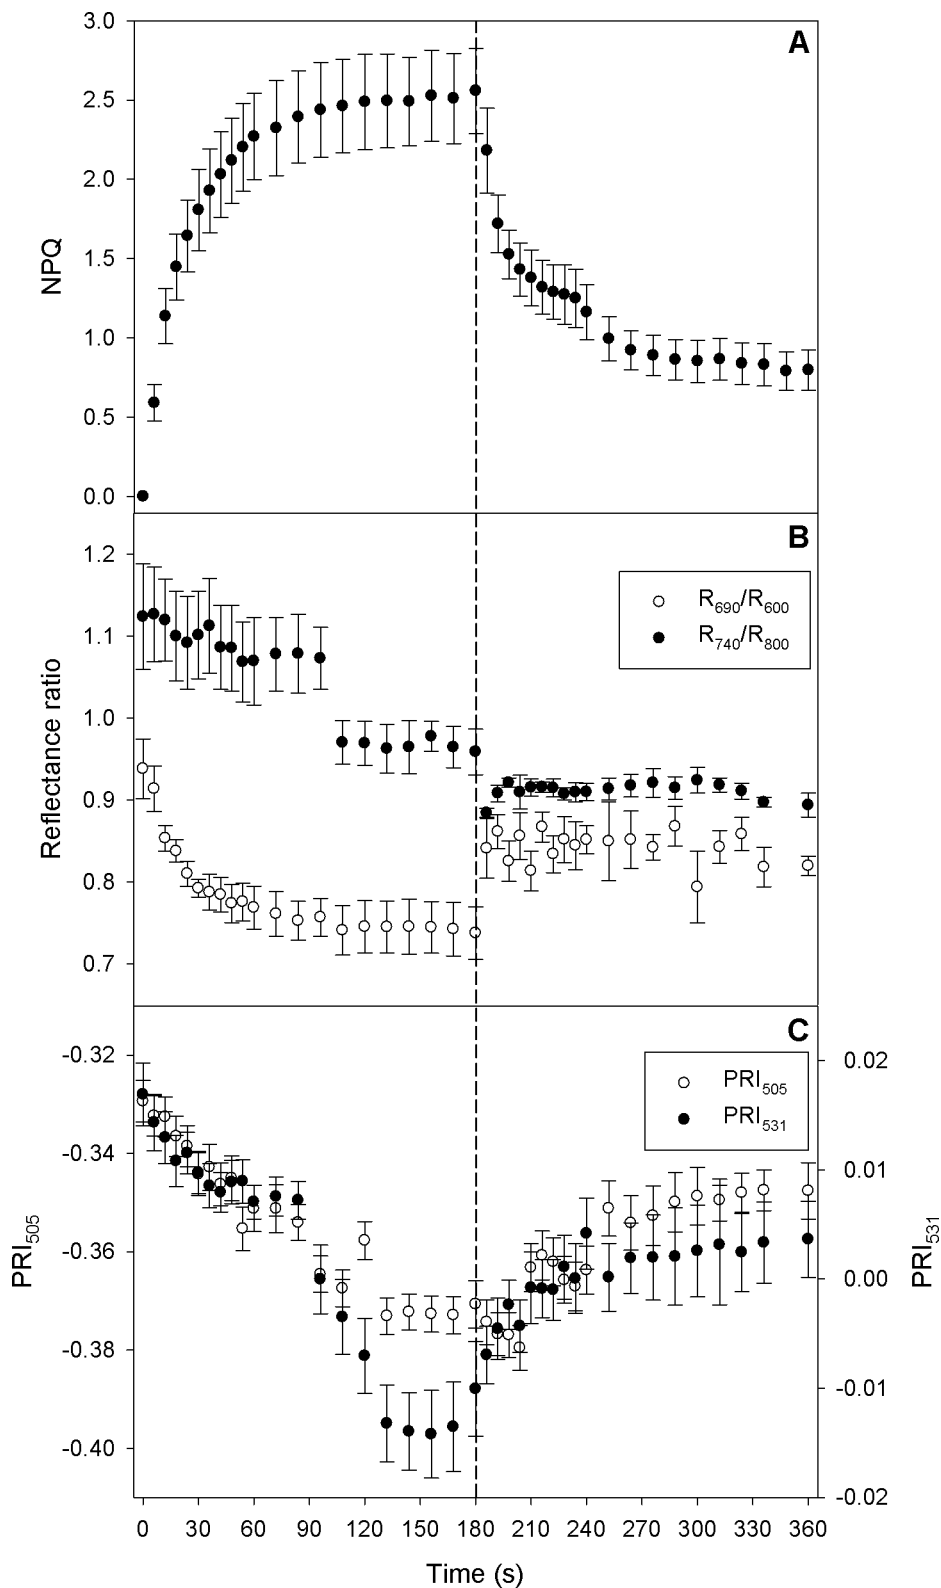 A
3.0
2.5
2.0
1.5
1.0
0.5
0.0
NPQ
B
1.2
1.1
1.0
0.9
0.8
0.7
Reflectance ratio
R690/R600
R740/R800
C
-0.32
-0.34
-0.36
-0.38
-0.40
PRI505
PRI505
PRI531
0.02
0.01
0.00
-0.01
-0.02
PRI531
0 30 60 90 120 150 180 210 240 270 300 330 360
Time (s)